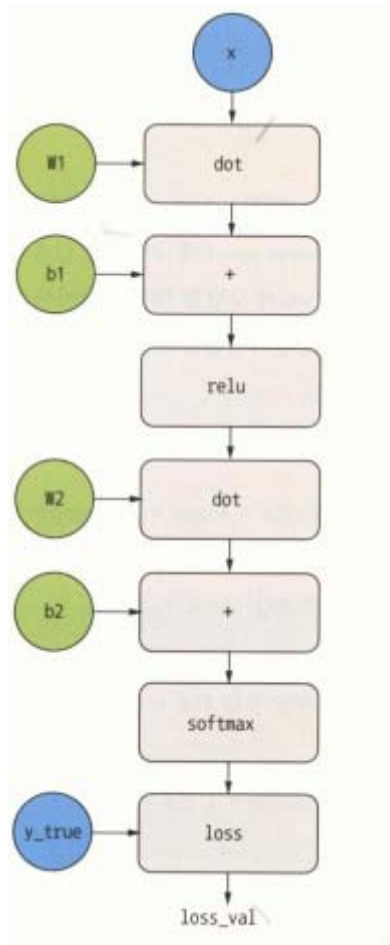 x
W1
dot
b1
+
relu
W2
dot
b2
+
softmax
y_true
loss
loss_val